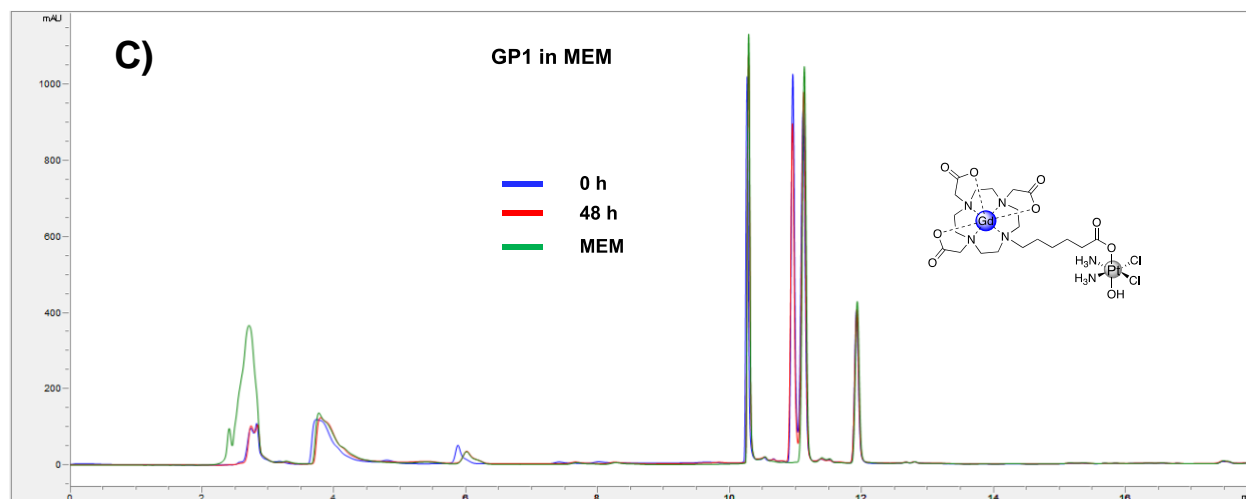 mAU
C)
GP1 in MEM
1000
800
600
400
200
0
0 h
48 h
MEM
O
O
O
O
N
N
Gd
O
O
N
N
O
O
O
H3N
Cl
Pt
H3N
Cl
OH
0 2 4 6 8 10 12 14 16